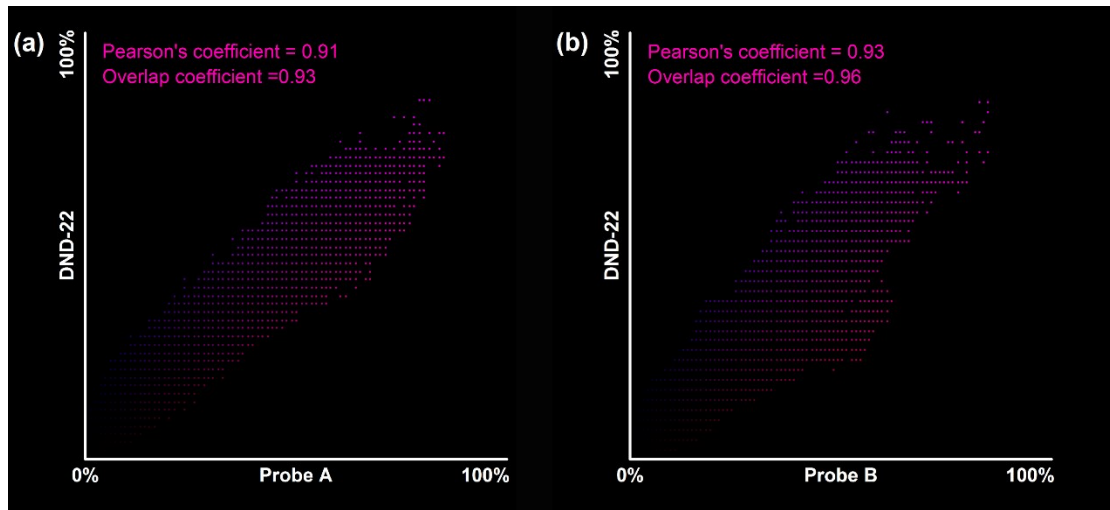 (a)
100%
Pearson's coefficient = 0.91
Overlap coefficient =0.93
DND-22
0%
Probe A
100%
(b)
100%
Pearson's coefficient = 0.93
Overlap coefficient =0.96
DND-22
0%
Probe B
100%